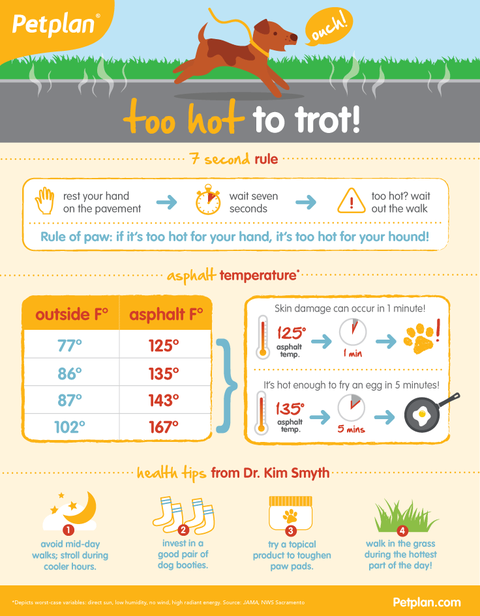 Petplan®
ouch!
too hot to trot!
7 second rule
rest your hand
on the pavement
wait seven
seconds
too hot? wait
out the walk
Rule of paw: if it's too hot for your hand, it's too hot for your hound!
asphalt temperature*
outside F° asphalt F°
77° 125°
86° 135°
87° 143°
102° 167°
Skin damage can occur in 1 minute!
125°
asphalt
temp.
1 min
!
It's hot enough to fry an egg in 5 minutes!
135°
asphalt
temp.
5 mins
health tips from Dr. Kim Smyth
1
avoid mid-day
walks; stroll during
cooler hours.
2
invest in a
good pair of
dog booties.
3
try a topical
product to toughen
paw pads.
4
walk in the grass
during the hottest
part of the day!
*Depicts worst-case variables: direct sun, low humidity, no wind, high radiant energy. Source: JAMA, NWS Sacramento
Petplan.com